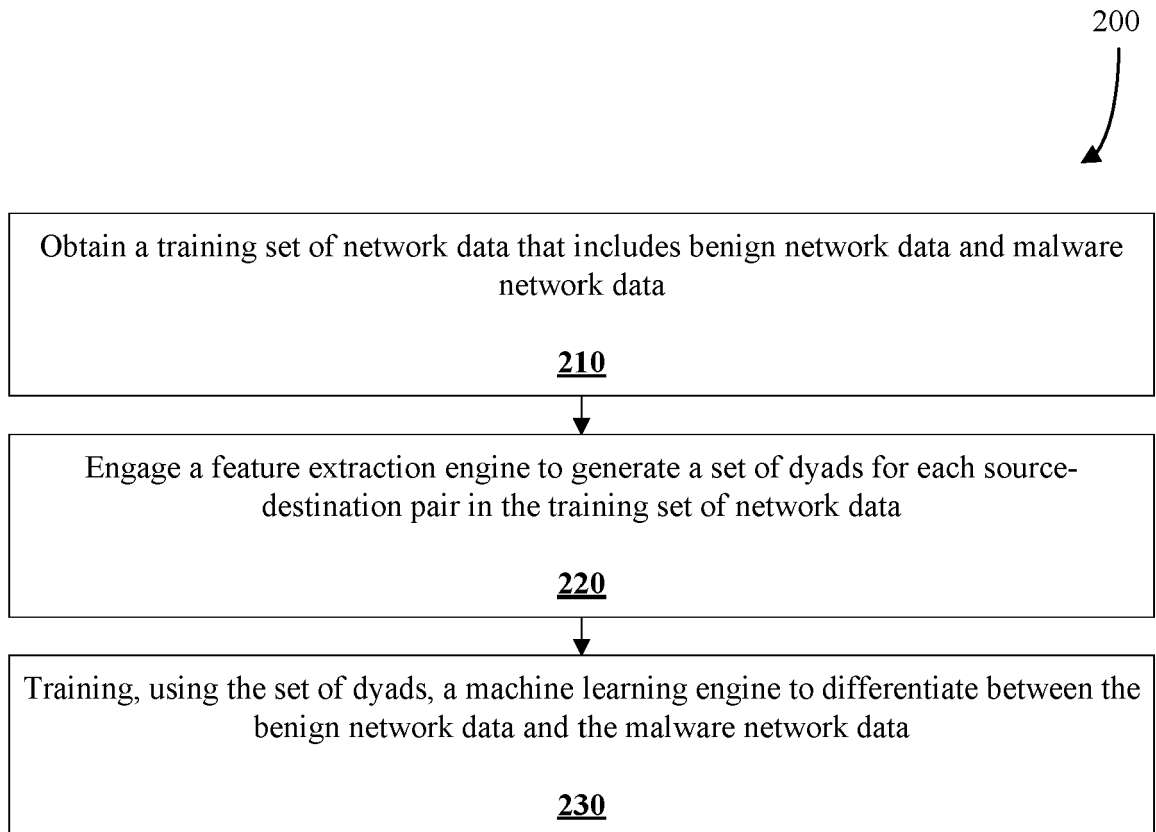 200
Obtain a training set of network data that includes benign network data and malware
network data
210
Engage a feature extraction engine to generate a set of dyads for each source-
destination pair in the training set of network data
220
Training, using the set of dyads, a machine learning engine to differentiate between the
benign network data and the malware network data
230